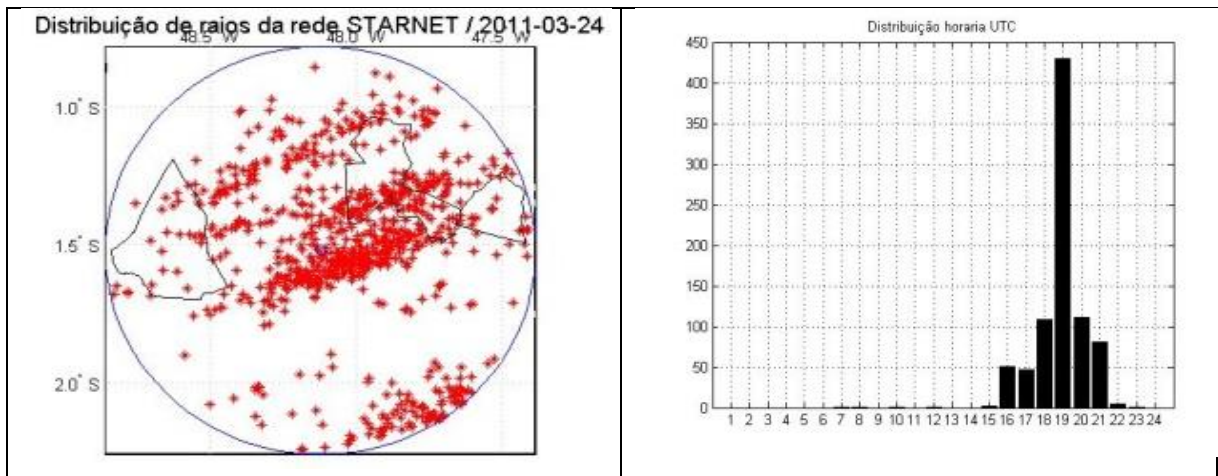 Distribuição de raios da rede STARNET / 2011-03-24
48.5° W 48.0° W 47.5° W
1.0° S
1.5° S
2.0° S
Distribuição horaria UTC
450
400
350
300
250
200
150
100
50
0
1 2 3 4 5 6 7 8 9 10 11 12 13 14 15 16 17 18 19 20 21 22 23 24